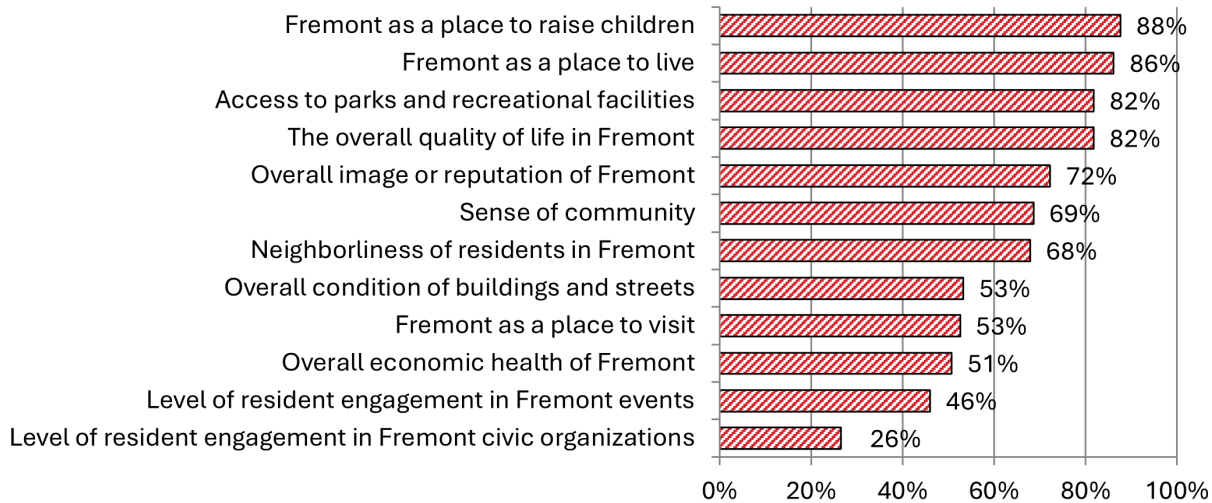 Fremont as a place to raise children 88%
Fremont as a place to live 86%
Access to parks and recreational facilities 82%
The overall quality of life in Fremont 82%
Overall image or reputation of Fremont 72%
Sense of community 69%
Neighborliness of residents in Fremont 68%
Overall condition of buildings and streets 53%
Fremont as a place to visit 53%
Overall economic health of Fremont 51%
Level of resident engagement in Fremont events 46%
Level of resident engagement in Fremont civic organizations 26%
0% 20% 40% 60% 80% 100%